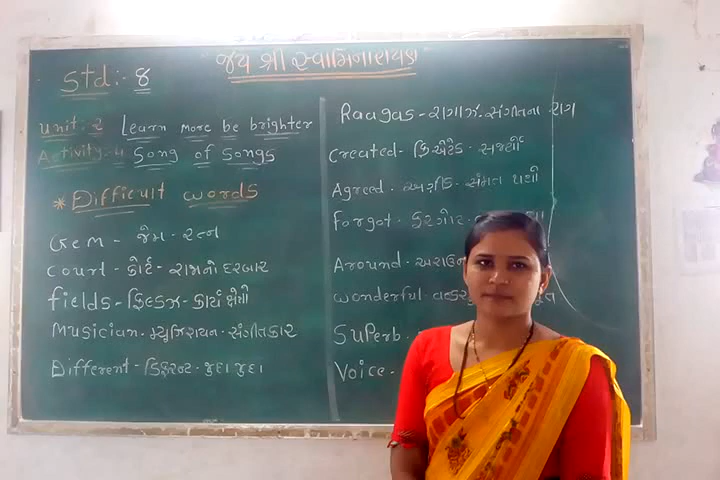 જય શ્રી સ્વામિનારાયણ
Std:- 8
Unit:- 2 Learn more be brighter
Activity:- 4 Song of Songs
* Difficult words
Gem - જેમ - રત્ન
Court - કોર્ટ - રાજાનો દરબાર
fields - ફિલ્ડઝ - કાર્ય ક્ષેત્રો
Musician - મ્યુઝિશયન - સંગીતકાર
Different - ડિફરન્ટ - જુદા જુદા
Raagas - રાગાઝ - સંગીતના રાગ
Created - ક્રિએટેડ - સર્જ્યો
Agreed - અગ્રીડ - સંમત થયો
Forgot - ફરગોટ -
Around - અરાઉન
Wonderful -
Superb -
Voice -